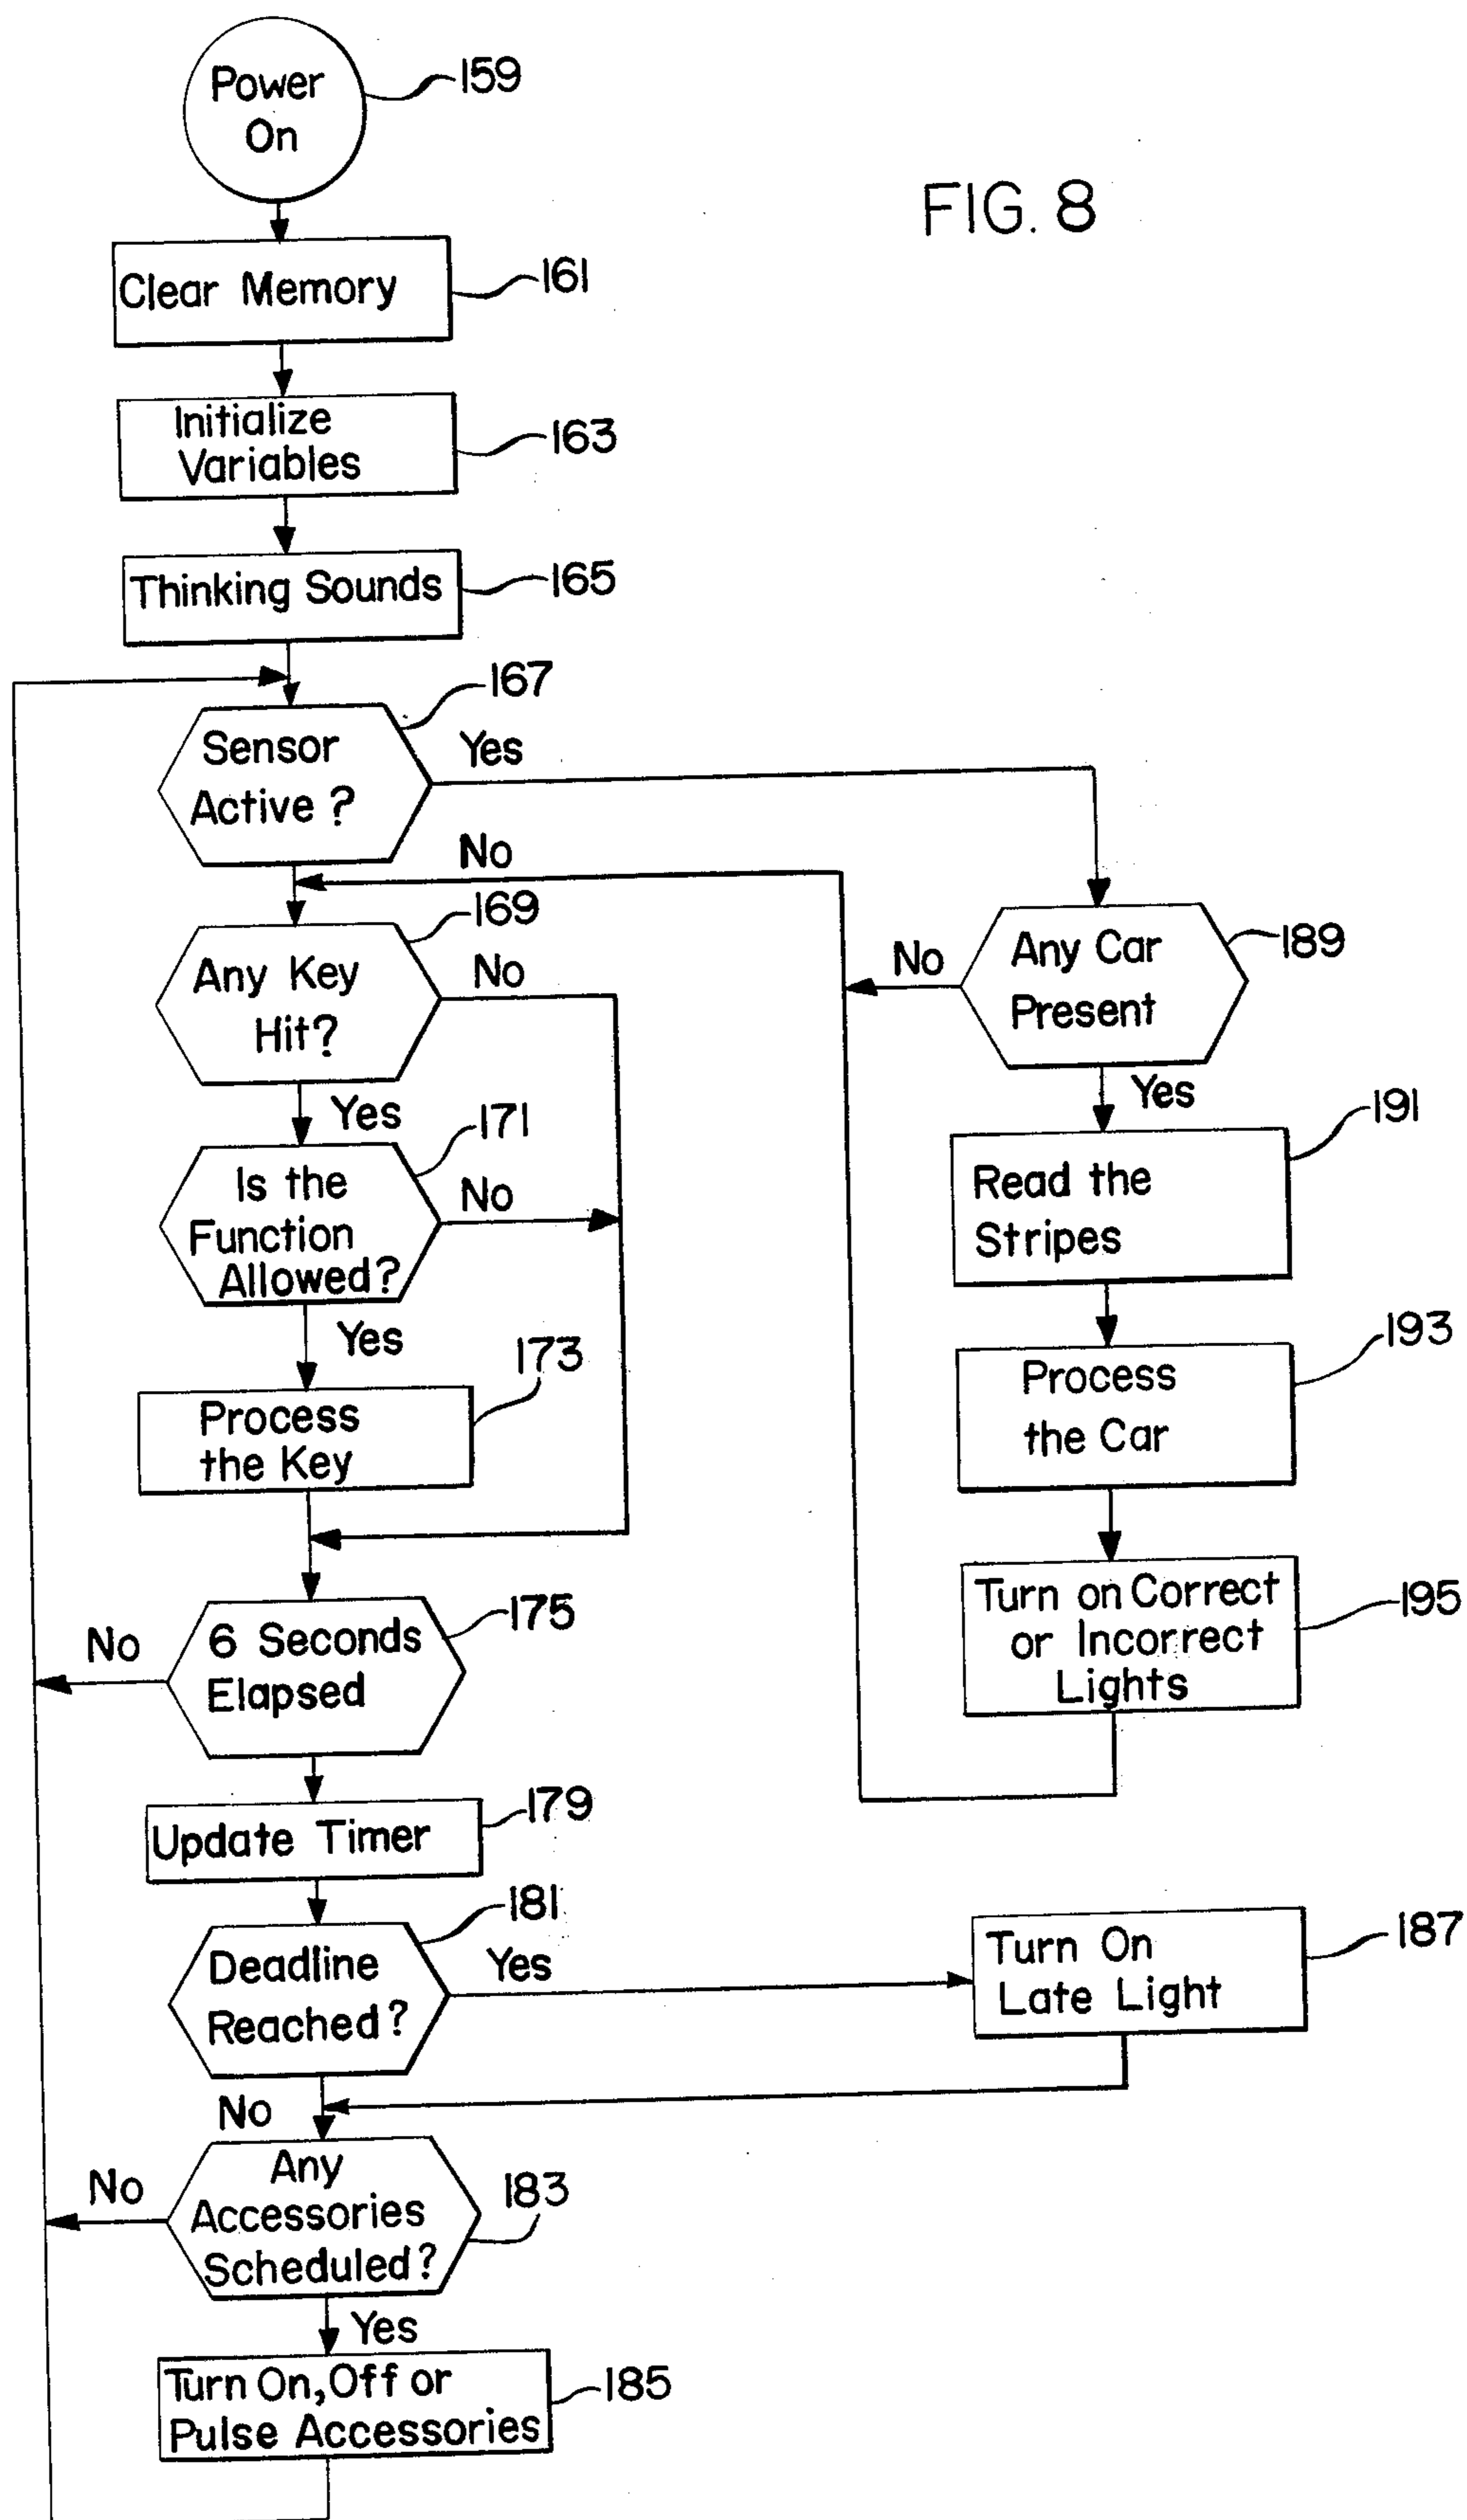 Power
On
159
FIG. 8
Clear Memory
161
Initialize
Variables
163
Thinking Sounds
165
167
Sensor
Active ?
Yes
No
169
Any Key
Hit?
No
Yes
171
Is the
Function
Allowed?
No
Yes
173
Process
the Key
175
6 Seconds
Elapsed
No
179
Update Timer
181
Deadline
Reached?
Yes
No
Any
Accessories
Scheduled?
No
183
Yes
Turn On, Off or
Pulse Accessories
185
Any Car
Present
189
No
Yes
191
Read the
Stripes
193
Process
the Car
Turn on Correct
or Incorrect
Lights
195
Turn On
Late Light
187